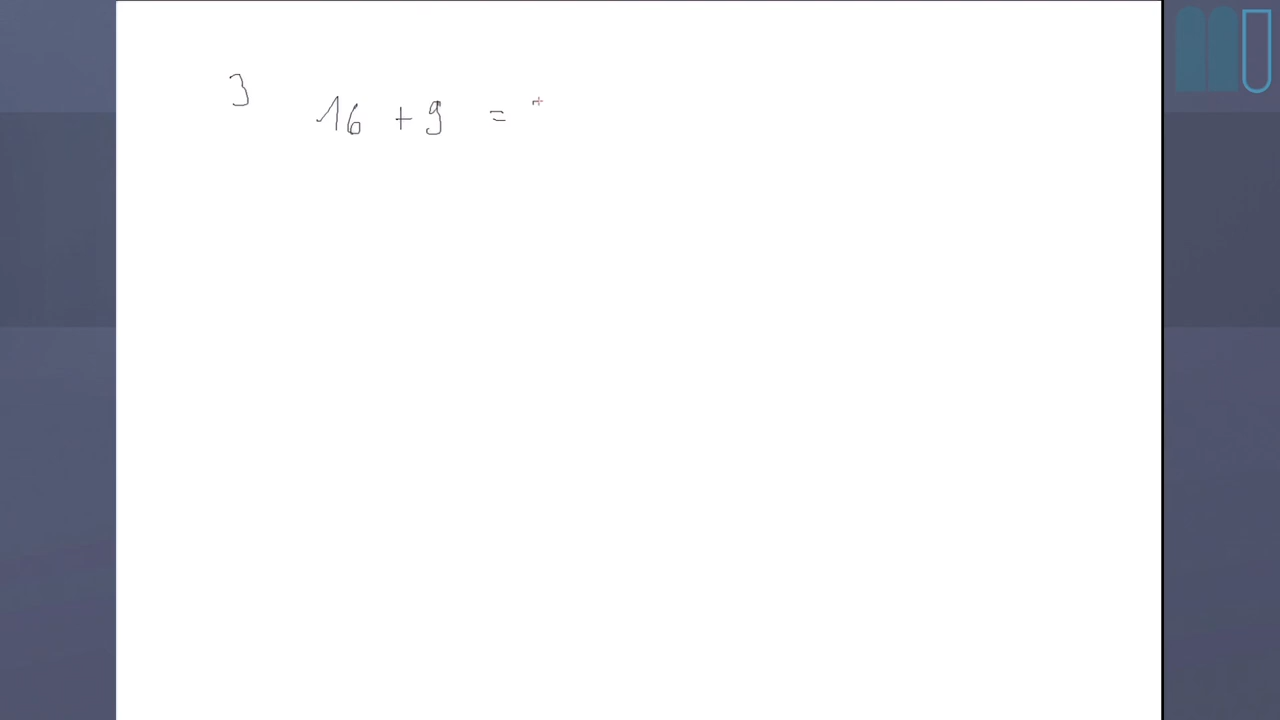 3 16 + 9 =